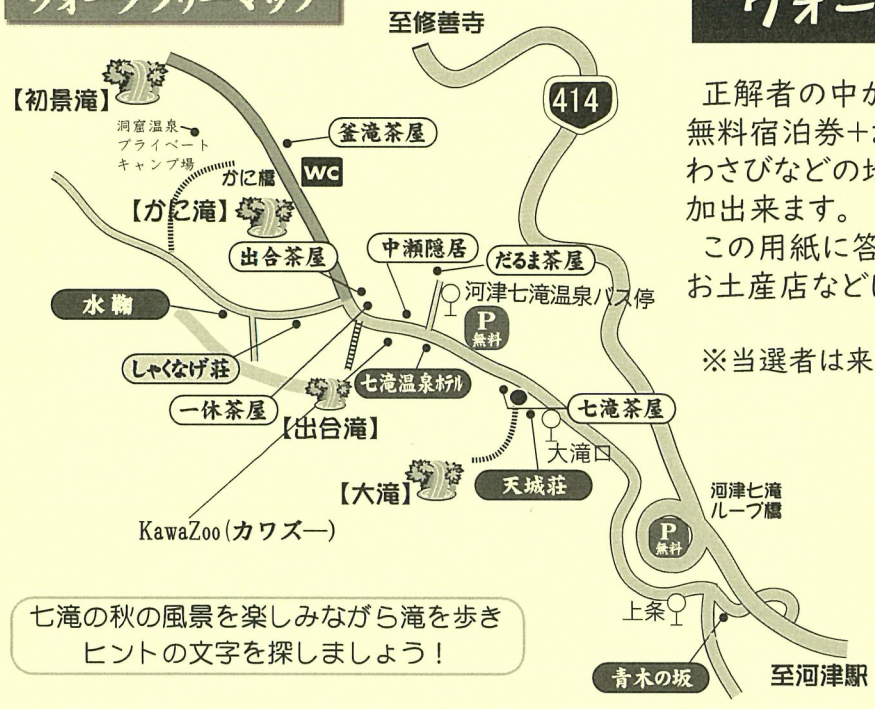 ウォークラリーマップ
ウォー
至修善寺
414
正解者の中か
無料宿泊券+
わさびなどの
加出来ます。
この用紙に答
お土産店など
※当選者は来
【初景滝】
洞窟温泉
プライベート
キャンプ場
釜滝茶屋
かに橋
WC
【かに滝】
出合茶屋
中瀬隠居
だるま茶屋
河津七滝温泉バス停
P
無料
水鞠
しゃくなげ荘
七滝温泉ホテル
一休茶屋
【出合滝】
七滝茶屋
大滝口
【大滝】
天城荘
河津七滝
ループ橋
P
無料
KawaZoo(カワズー)
七滝の秋の風景を楽しみながら滝を歩き
ヒントの文字を探しましょう!
上条
青木の坂
至河津駅